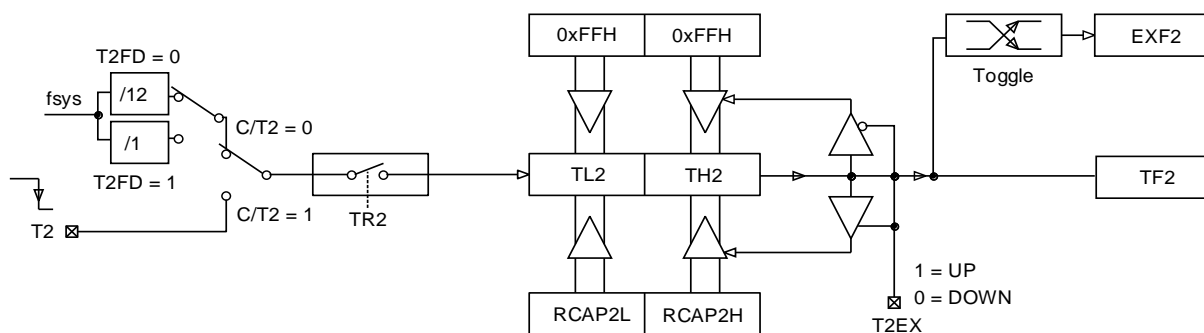 0xFFH
0xFFH
T2FD = 0
/12
fsys
/1
T2FD = 1
C/T2 = 0
C/T2 = 1
T2
TR2
TL2
TH2
RCAP2L
RCAP2H
Toggle
EXF2
TF2
1 = UP
0 = DOWN
T2EX